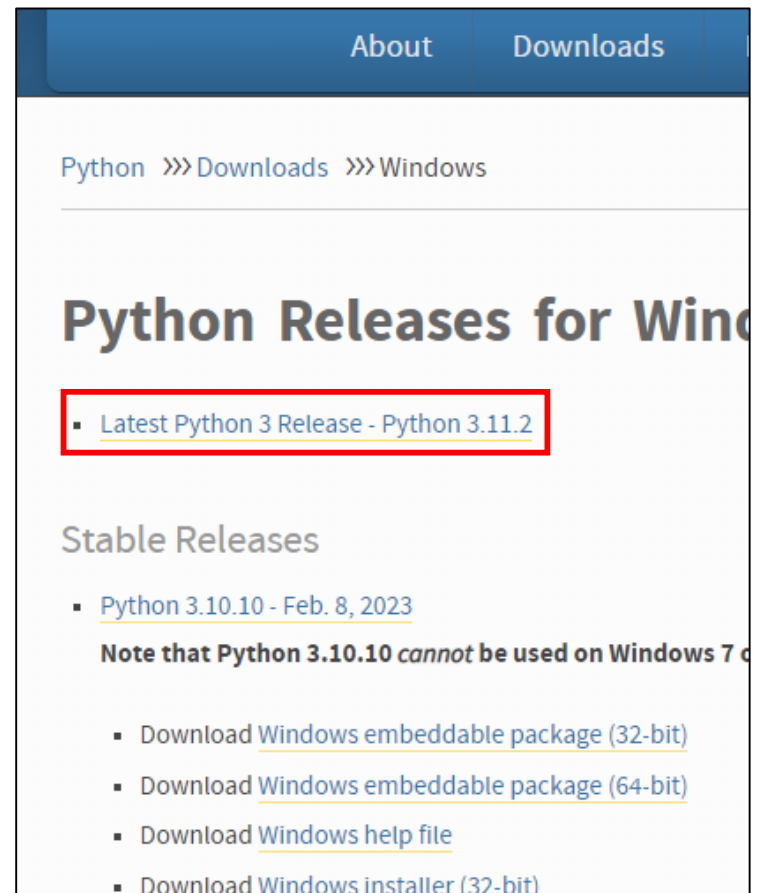 About Downloads
Python >>> Downloads >>> Windows
Python Releases for Wind
Latest Python 3 Release - Python 3.11.2
Stable Releases
Python 3.10.10 - Feb. 8, 2023
Note that Python 3.10.10 cannot be used on Windows 7 o
Download Windows embeddable package (32-bit)
Download Windows embeddable package (64-bit)
Download Windows help file
Download Windows installer (32-bit)